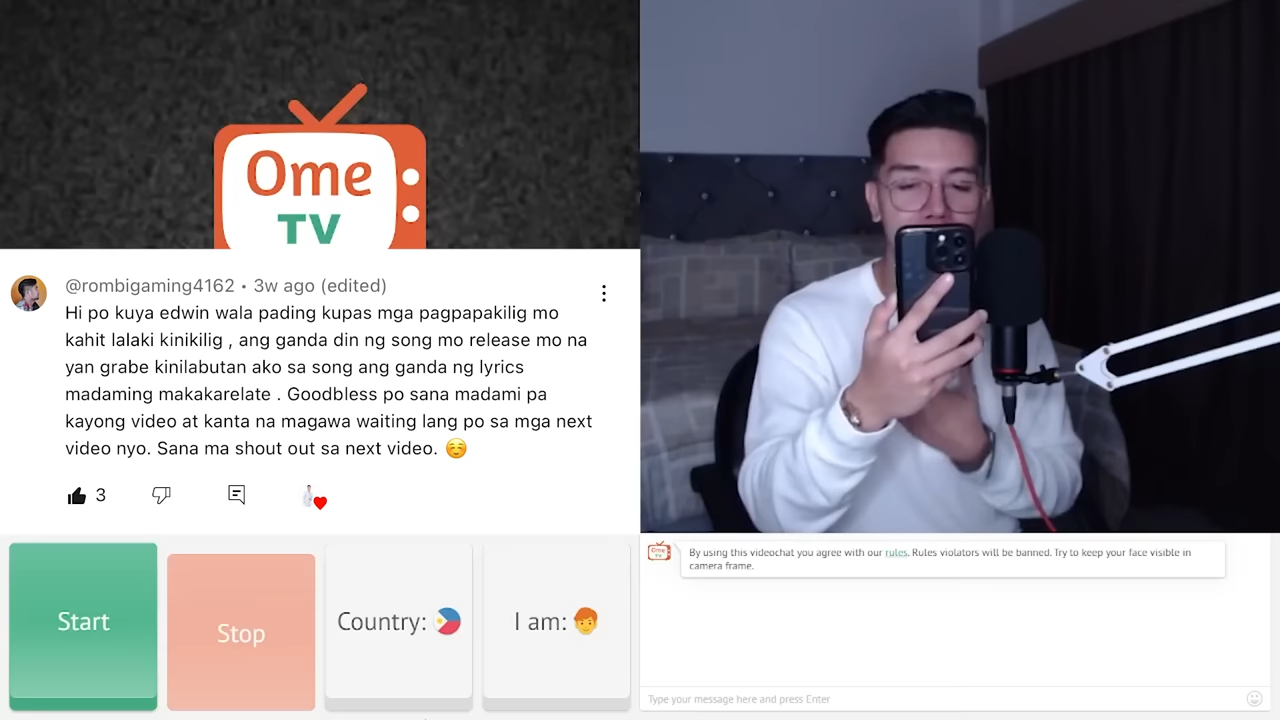 Ome
TV
@rombigaming4162 • 3w ago (edited)
Hi po kuya edwin wala pading kupas mga pagpapakilig mo
kahit lalaki kinikilig , ang ganda din ng song mo release mo na
yan grabe kinilabutan ako sa song ang ganda ng lyrics
madaming makakarelate . Goodbless po sana madami pa
kayong video at kanta na magawa waiting lang po sa mga next
video nyo. Sana ma shout out sa next video. ☺️
3
Start
Stop
Country:
I am:
Ome
TV
By using this videochat you agree with our rules. Rules violators will be banned. Try to keep your face visible in
camera frame.
Type your message here and press Enter